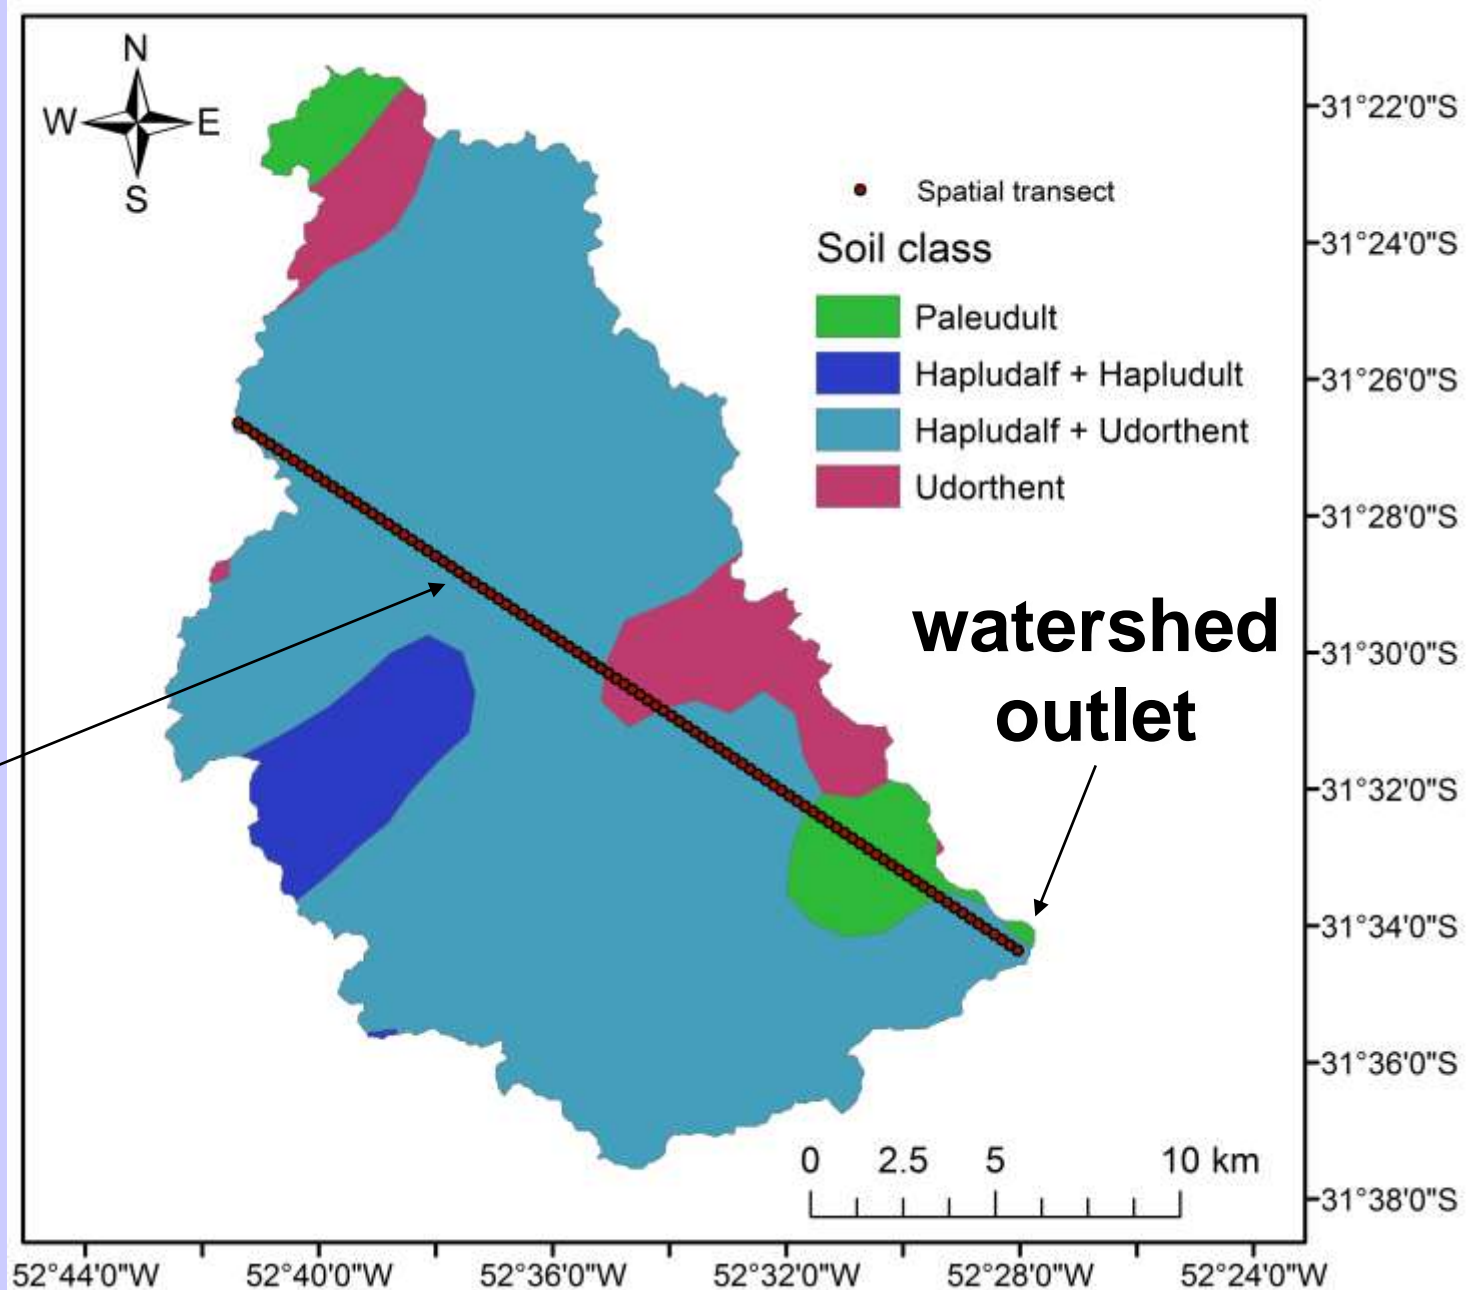 N
W E
S
Spatial transect
Soil class
Paleudult
Hapludalf + Hapludult
Hapludalf + Udorthent
Udorthent
watershed
outlet
0 2.5 5 10 km
31°22'0"S
31°24'0"S
31°26'0"S
31°28'0"S
31°30'0"S
31°32'0"S
31°34'0"S
31°36'0"S
31°38'0"S
52°44'0"W 52°40'0"W 52°36'0"W 52°32'0"W 52°28'0"W 52°24'0"W